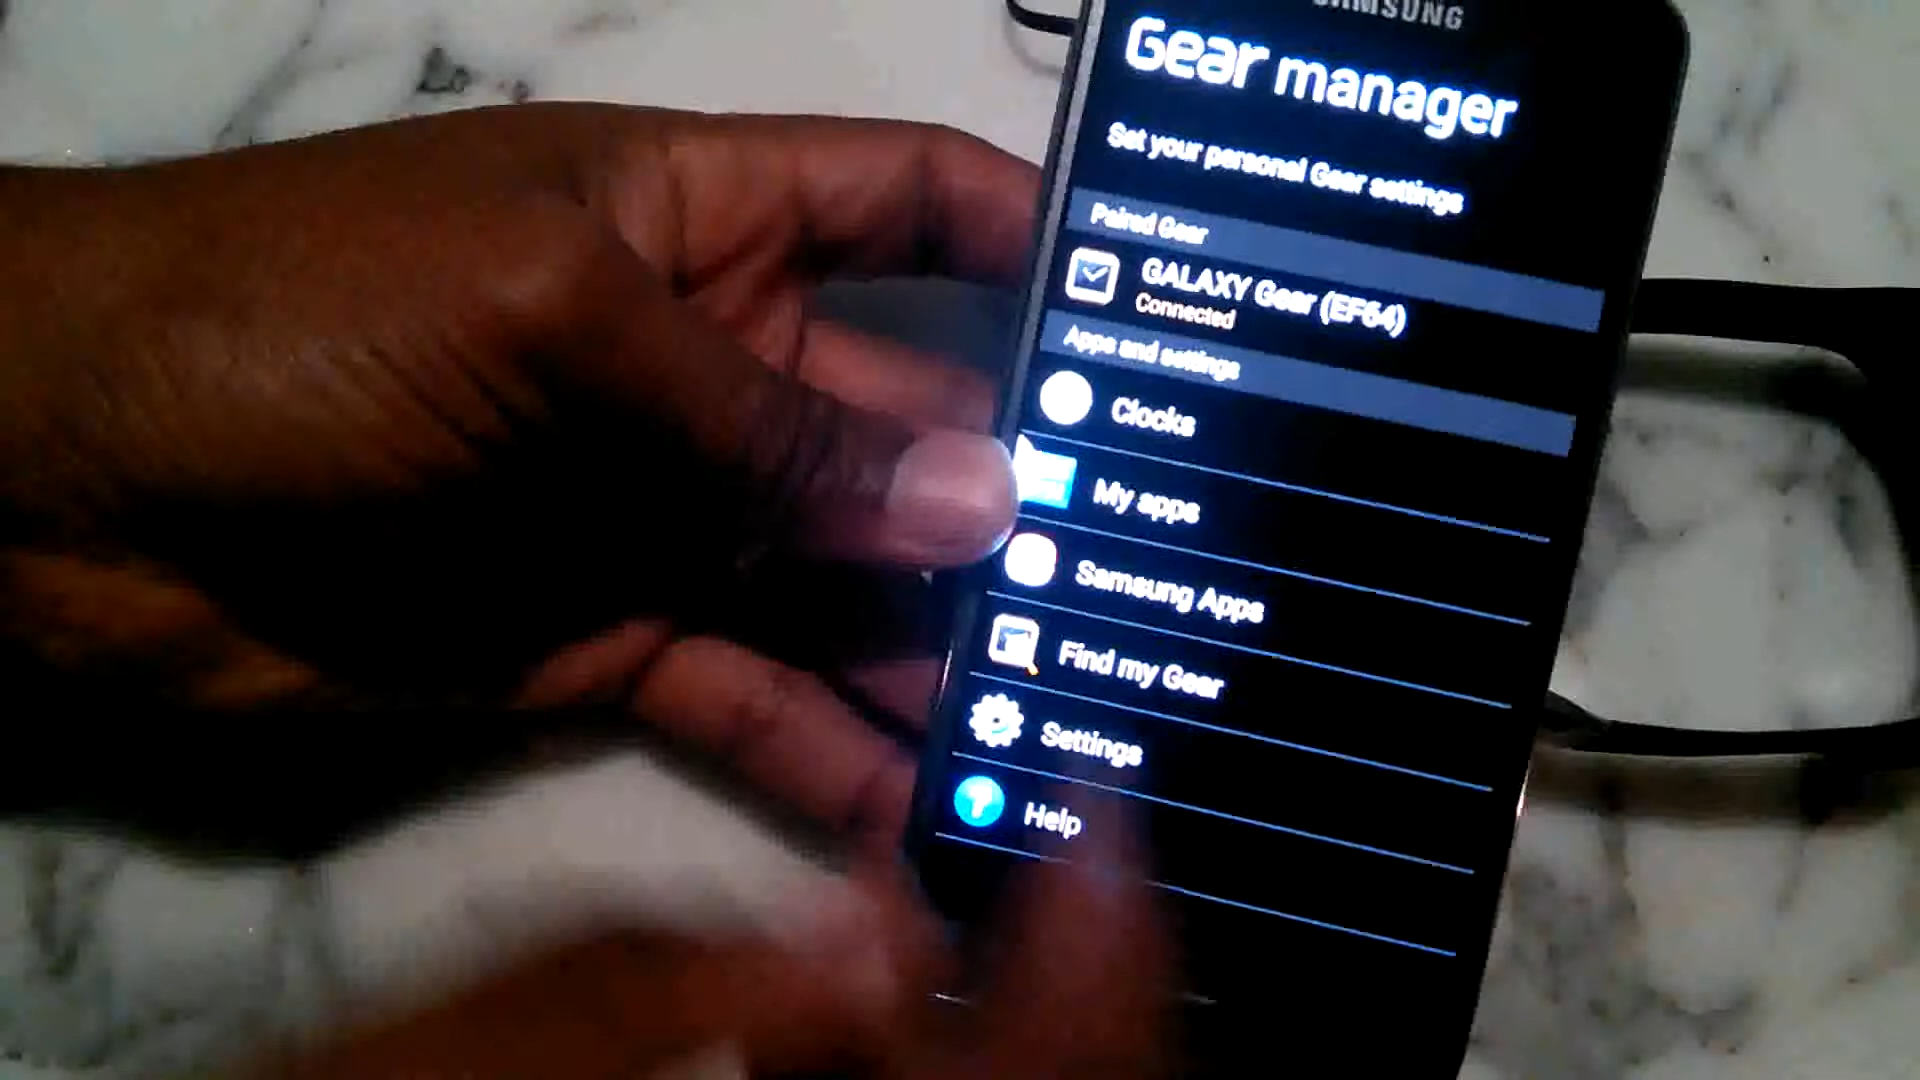 SAMSUNG
Gear manager
Set your personal Gear settings
Paired Gear
GALAXY Gear (EF64)
Connected
Apps and settings
Clocks
My apps
Samsung Apps
Find my Gear
Settings
Help